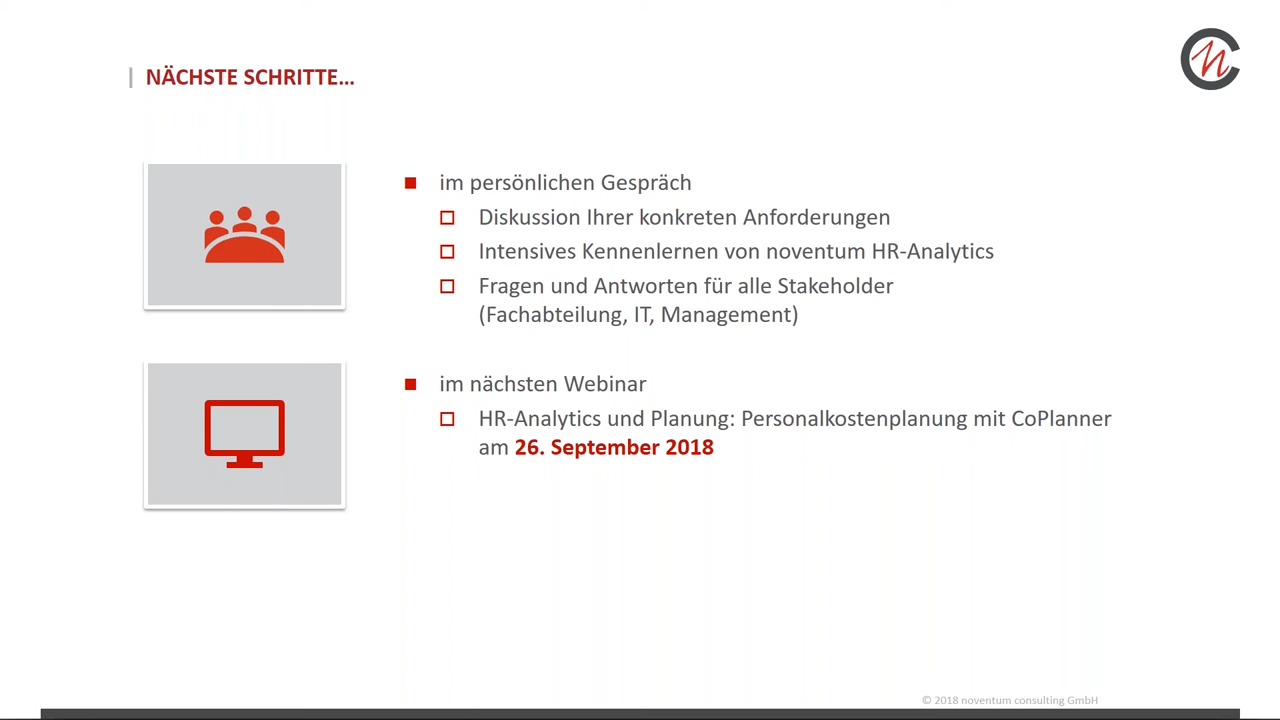 NÄCHSTE SCHRITTE...
im persönlichen Gespräch
Diskussion Ihrer konkreten Anforderungen
Intensives Kennenlernen von noventum HR-Analytics
Fragen und Antworten für alle Stakeholder
(Fachabteilung, IT, Management)
im nächsten Webinar
HR-Analytics und Planung: Personalkostenplanung mit CoPlanner
am 26. September 2018
© 2018 noventum consulting GmbH